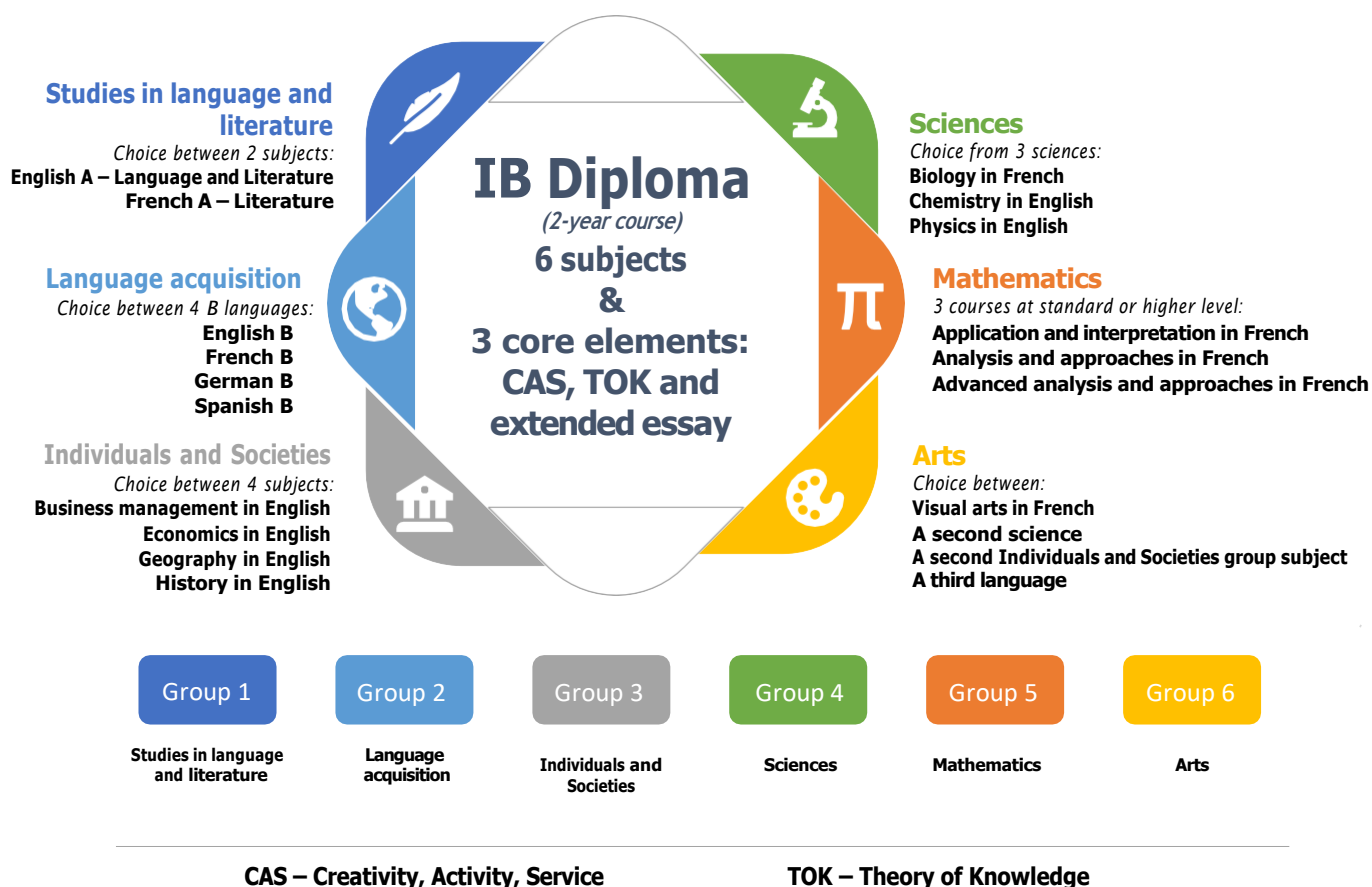 Studies in language and
literature
Choice between 2 subjects:
English A – Language and Literature
French A – Literature
Language acquisition
Choice between 4 B languages:
English B
French B
German B
Spanish B
Individuals and Societies
Choice between 4 subjects:
Business management in English
Economics in English
Geography in English
History in English
IB Diploma
(2-year course)
6 subjects
&
3 core elements:
CAS, TOK and
extended essay
Sciences
Choice from 3 sciences:
Biology in French
Chemistry in English
Physics in English
π
Mathematics
3 courses at standard or higher level:
Application and interpretation in French
Analysis and approaches in French
Advanced analysis and approaches in French
Arts
Choice between:
Visual arts in French
A second science
A second Individuals and Societies group subject
A third language
Group 1
Group 2
Group 3
Group 4
Group 5
Group 6
Studies in language
and literature
Language
acquisition
Individuals and
Societies
Sciences
Mathematics
Arts
CAS – Creativity, Activity, Service
TOK – Theory of Knowledge